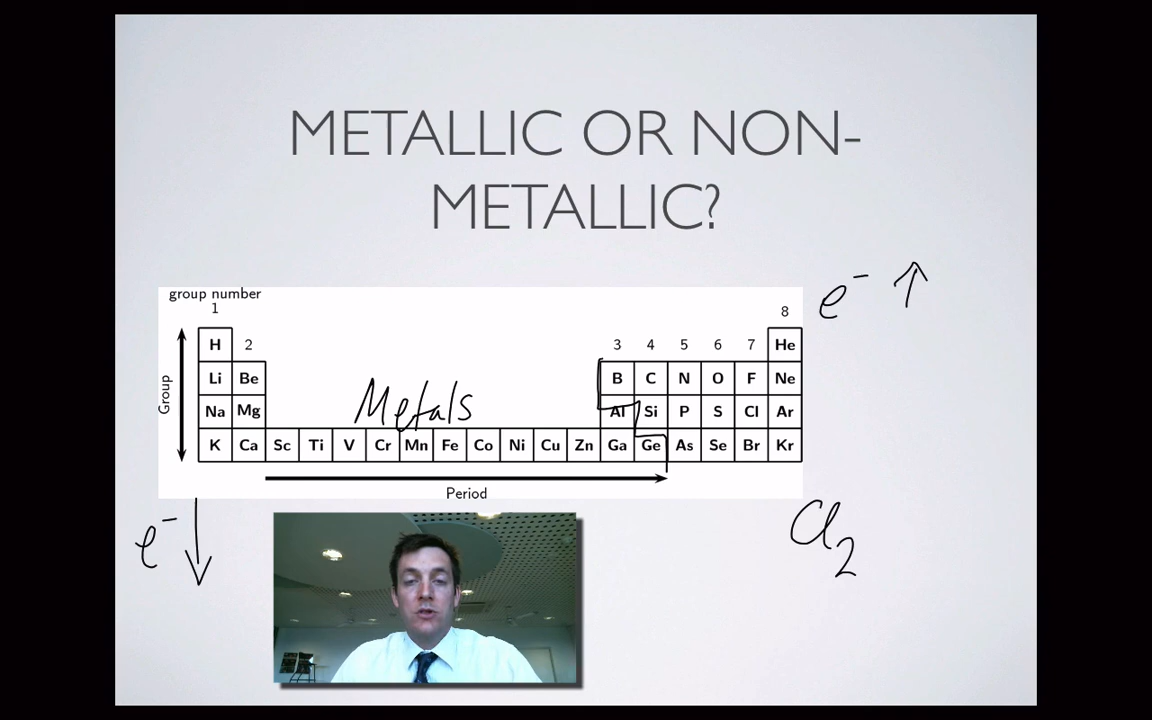 METALLIC OR NON-
METALLIC?
group number
1
8
e⁻ ↑
H
2
3
4
5
6
7
He
Li Be
B C N O F Ne
Na Mg
Metals
Al Si P S Cl Ar
K Ca Sc Ti V Cr Mn Fe Co Ni Cu Zn Ga Ge As Se Br Kr
Group
Period
e⁻ ↓
Cl₂